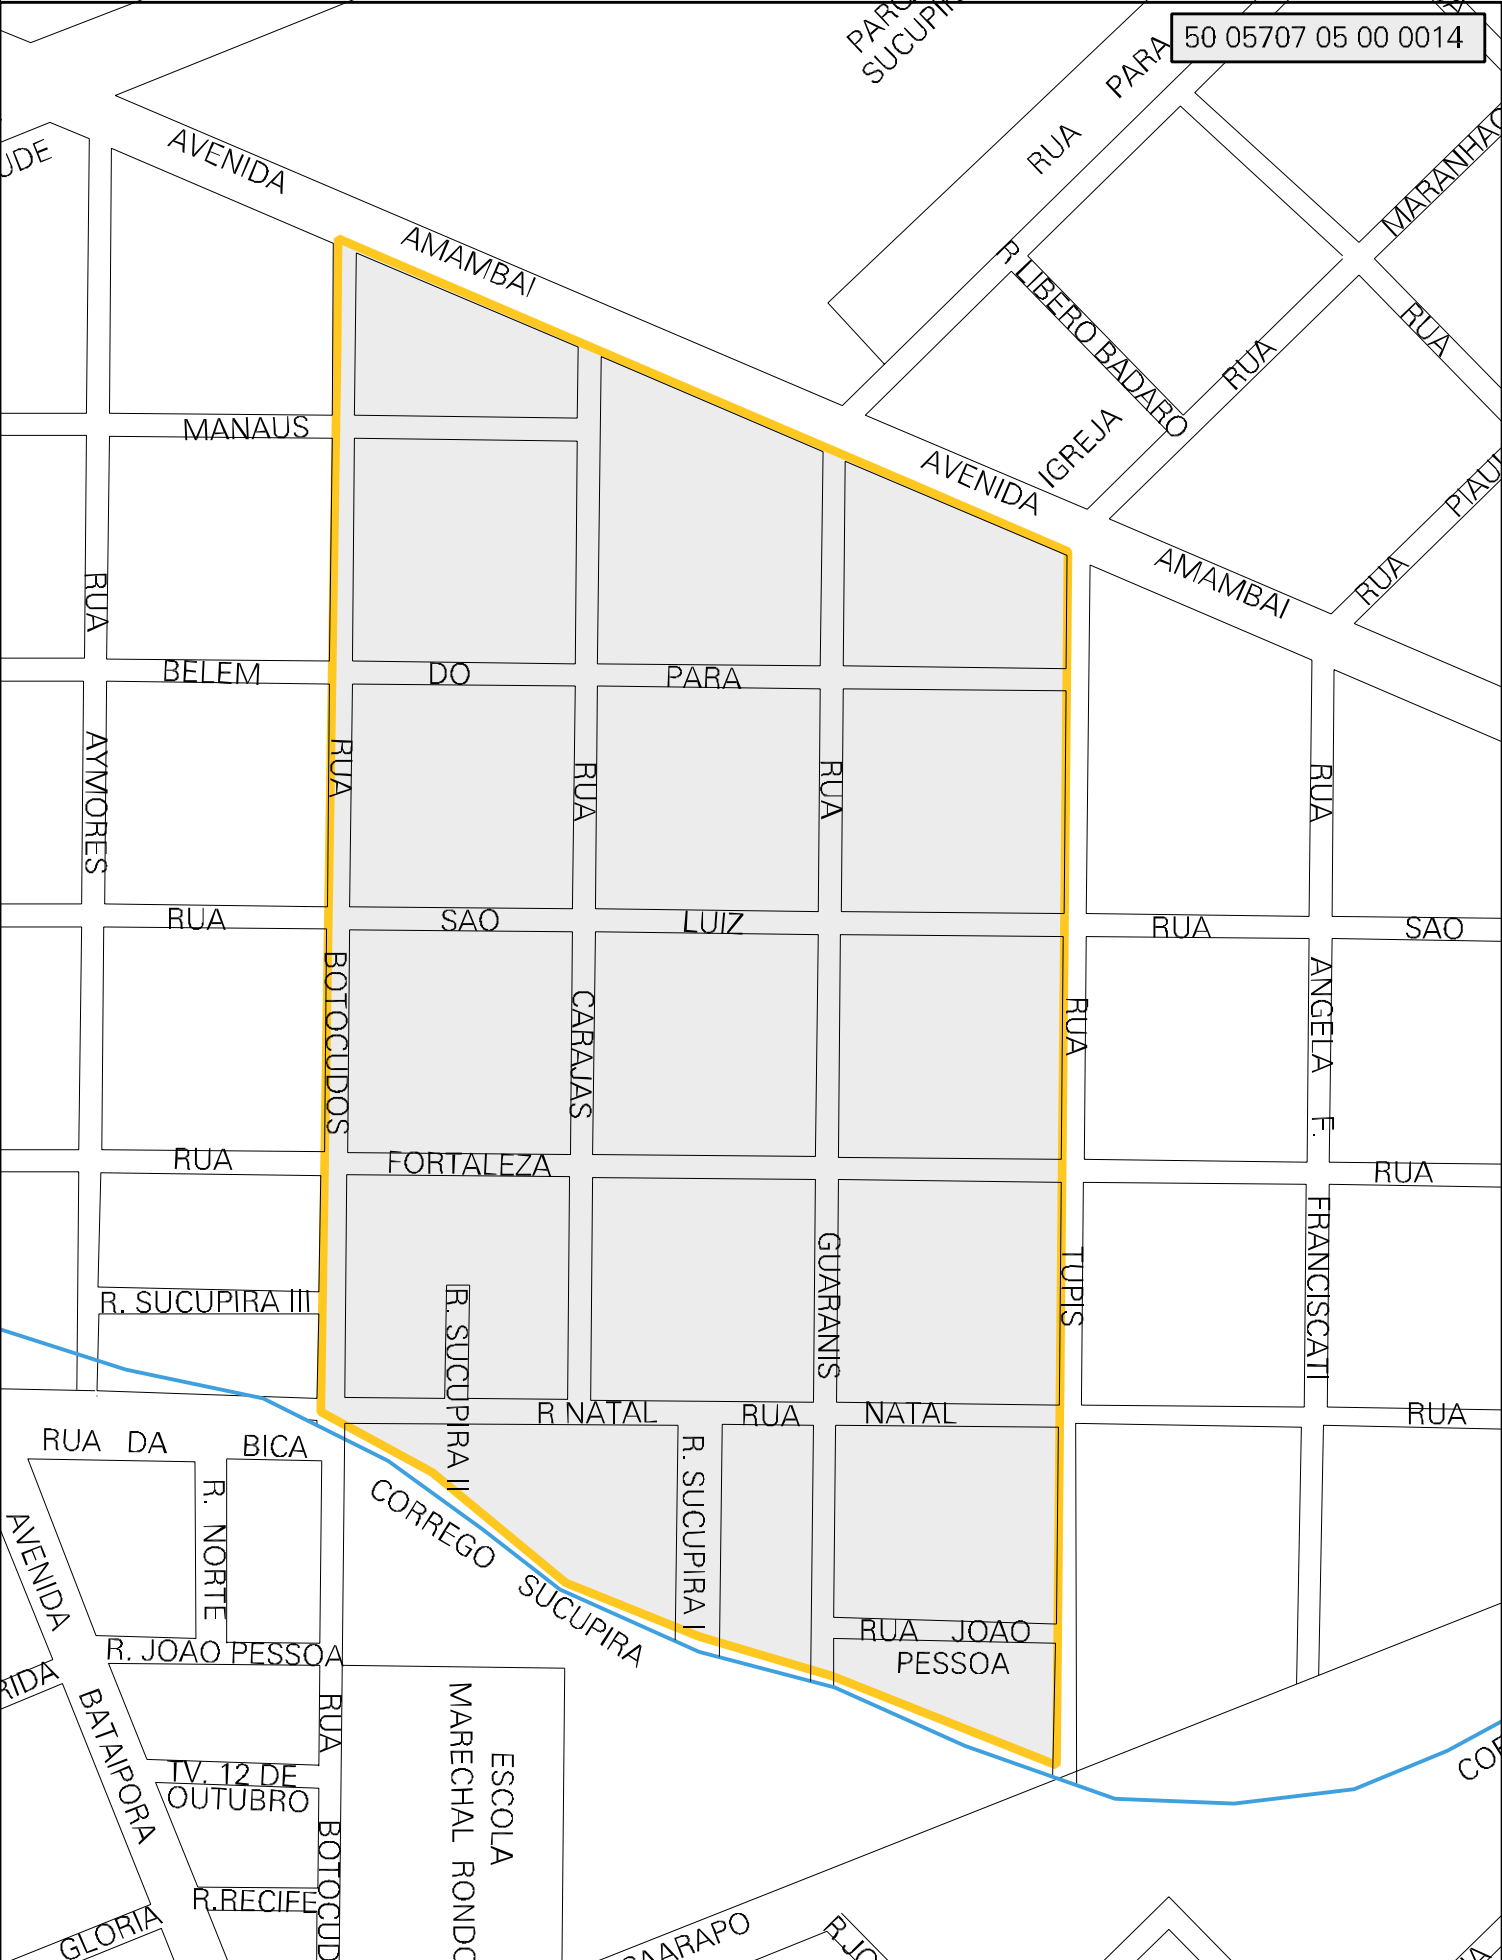 50 05707 05 00 0014
RUA PARA
MARANHAO
AVENIDA
AMAMBAI
R LIBERO BADARO
RUA
RUA
IGREJA
MANAUS
AVENIDA
AMAMBAI
RUA
PIAUI
RUA
BELEM DO PARA
AYMORES
RUA
RUA
RUA
RUA
RUA SAO LUIZ
RUA SAO
BOTOCUDOS
CARAJAS
RUA
ANGELA F.
FRANCISCATI
RUA FORTALEZA
RUA
GUARANIS
TUPIS
R. SUCUPIRA III
R. SUCUPIRA II
R NATAL
RUA NATAL
RUA
RUA DA BICA
R. SUCUPIRA I
R. NORTE
CORREGO SUCUPIRA
AVENIDA
BATAIPORA
R. JOAO PESSOA
RUA JOAO
PESSOA
RUA
TV. 12 DE
OUTUBRO
ESCOLA
MARECHAL
R.RECIFE
GLORIA